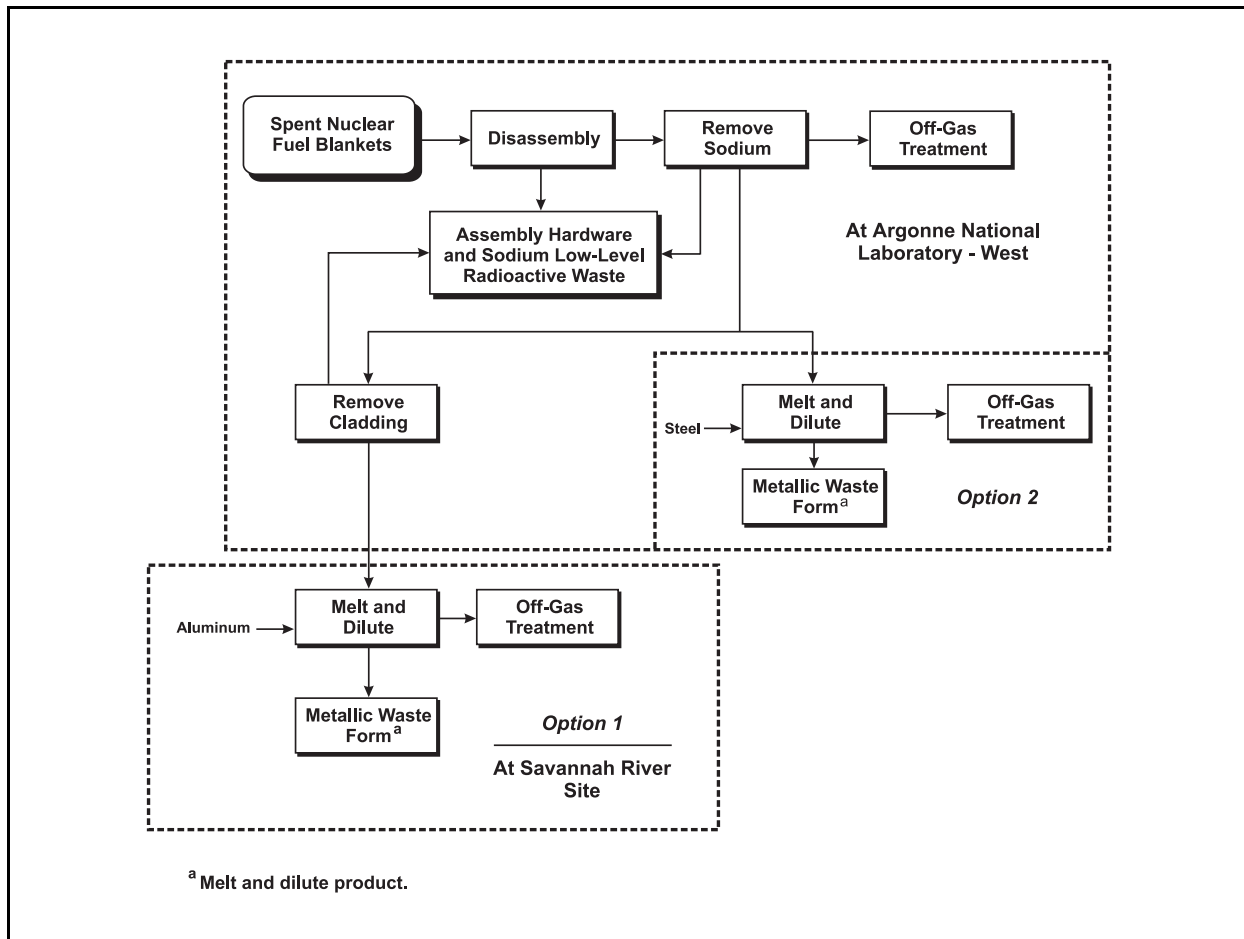 Spent Nuclear
Fuel Blankets
Disassembly
Remove
Sodium
Off-Gas
Treatment
Assembly Hardware
and Sodium Low-Level
Radioactive Waste
At Argonne National
Laboratory - West
Remove
Cladding
Steel
Melt and
Dilute
Off-Gas
Treatment
Metallic Waste
Form a
Option 2
Aluminum
Melt and
Dilute
Off-Gas
Treatment
Metallic Waste
Form a
Option 1
At Savannah River
Site
a Melt and dilute product.